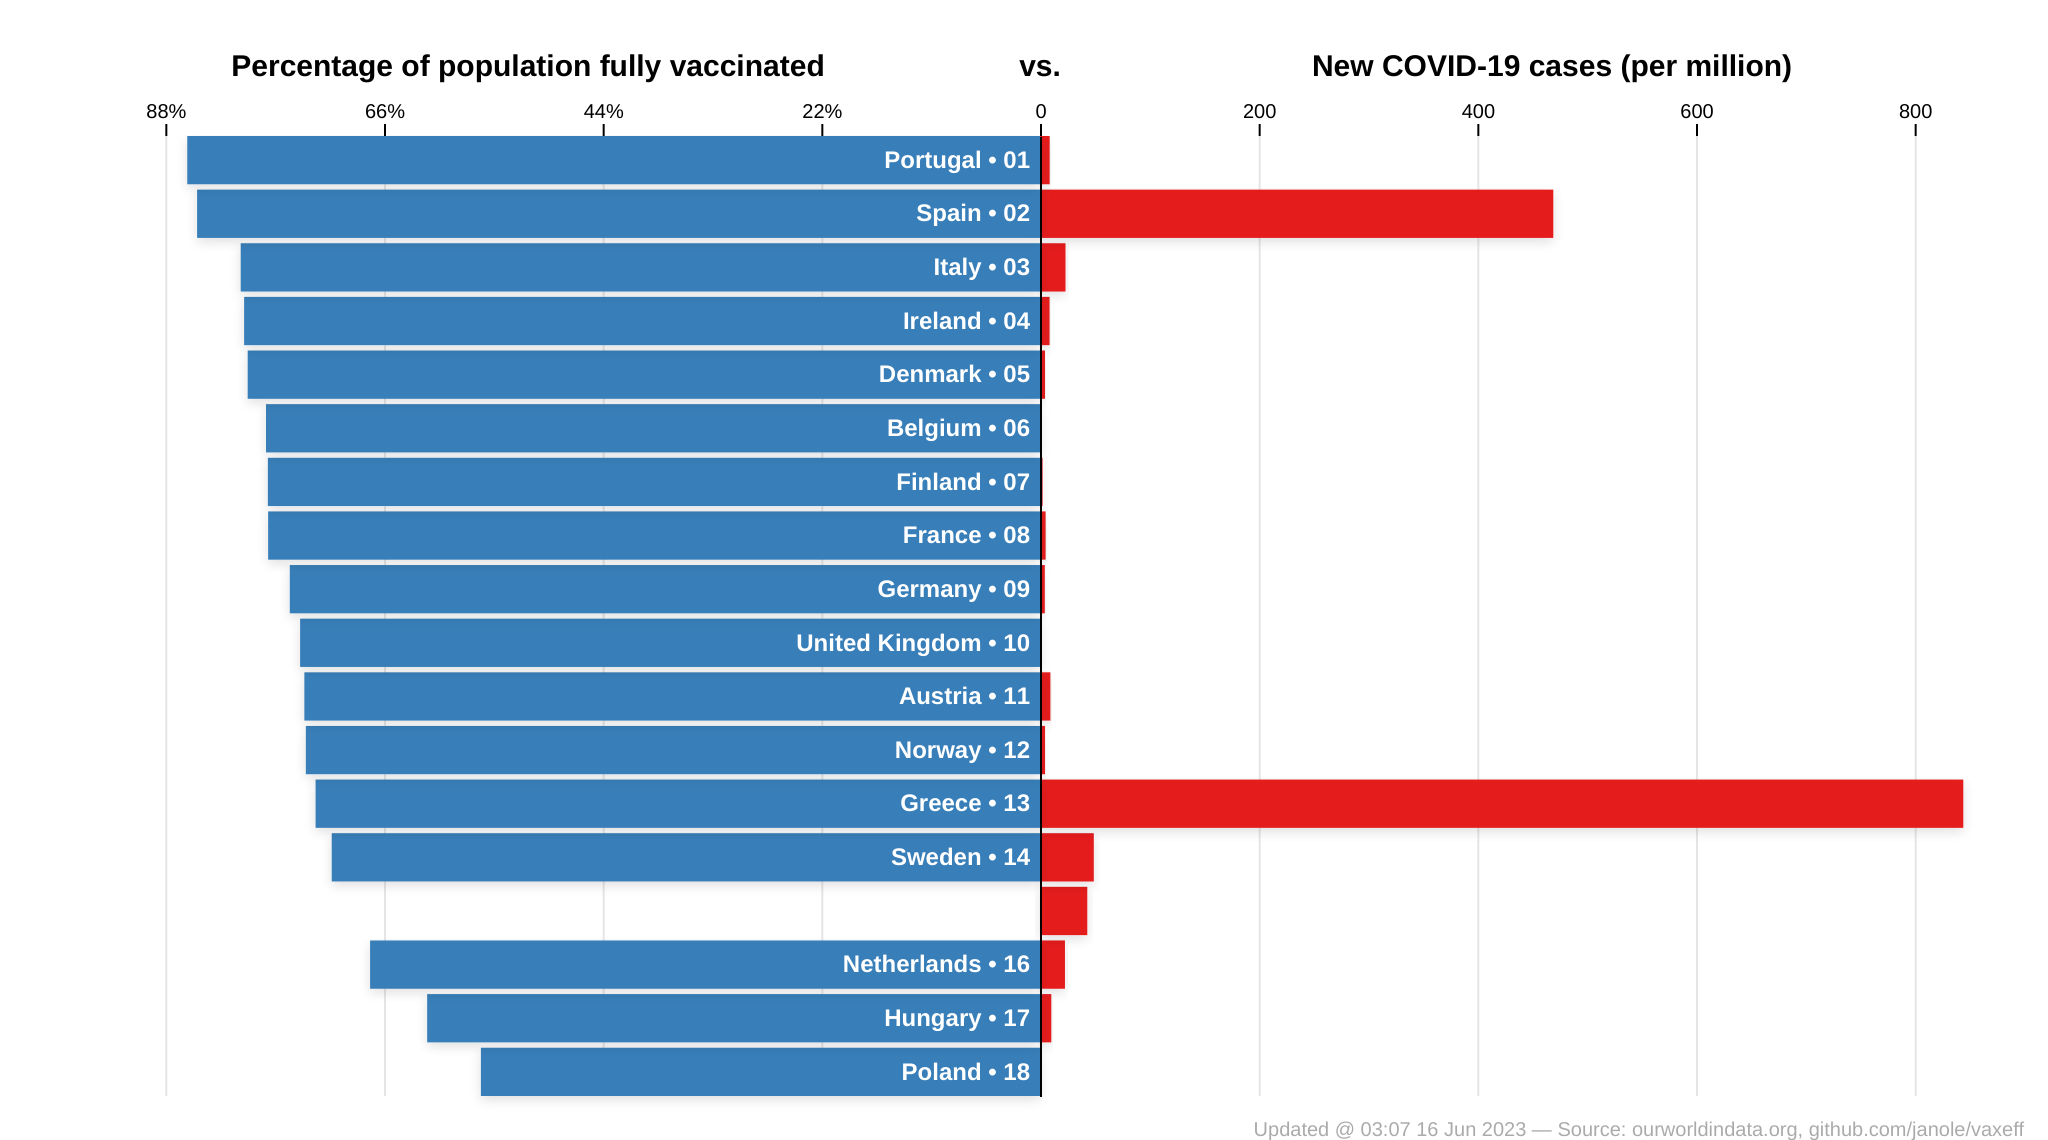 Percentage of population fully vaccinated vs. New COVID-19 cases (per million)
88% 66% 44% 22% 0 200 400 600 800
Portugal • 01
Spain • 02
Italy • 03
Ireland • 04
Denmark • 05
Belgium • 06
Finland • 07
France • 08
Germany • 09
United Kingdom • 10
Austria • 11
Norway • 12
Greece • 13
Sweden • 14
Netherlands • 16
Hungary • 17
Poland • 18
Updated @ 03:07 16 Jun 2023 — Source: ourworldindata.org, github.com/janole/vaxeff